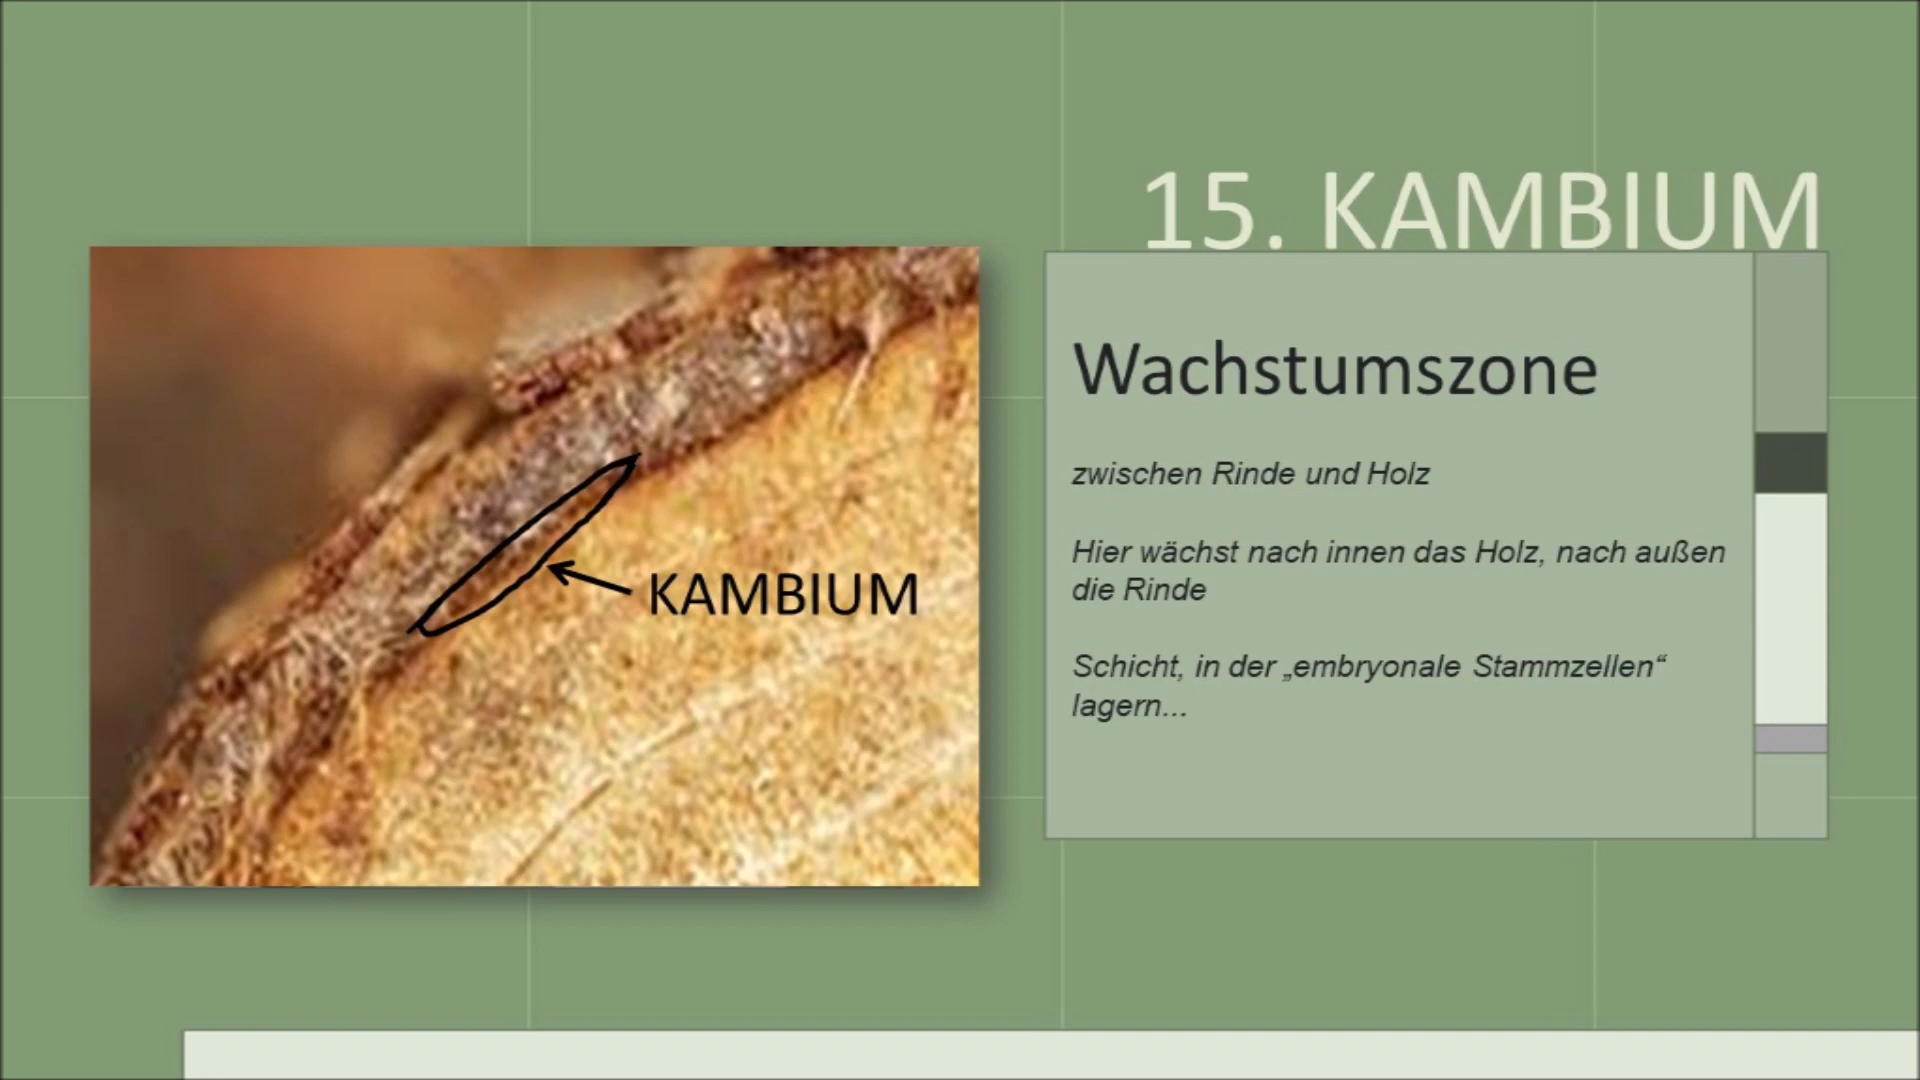 15. KAMBIUM
Wachstumszone
zwischen Rinde und Holz
Hier wächst nach innen das Holz, nach außen
die Rinde
Schicht, in der „embryonale Stammzellen“
lagern...
KAMBIUM